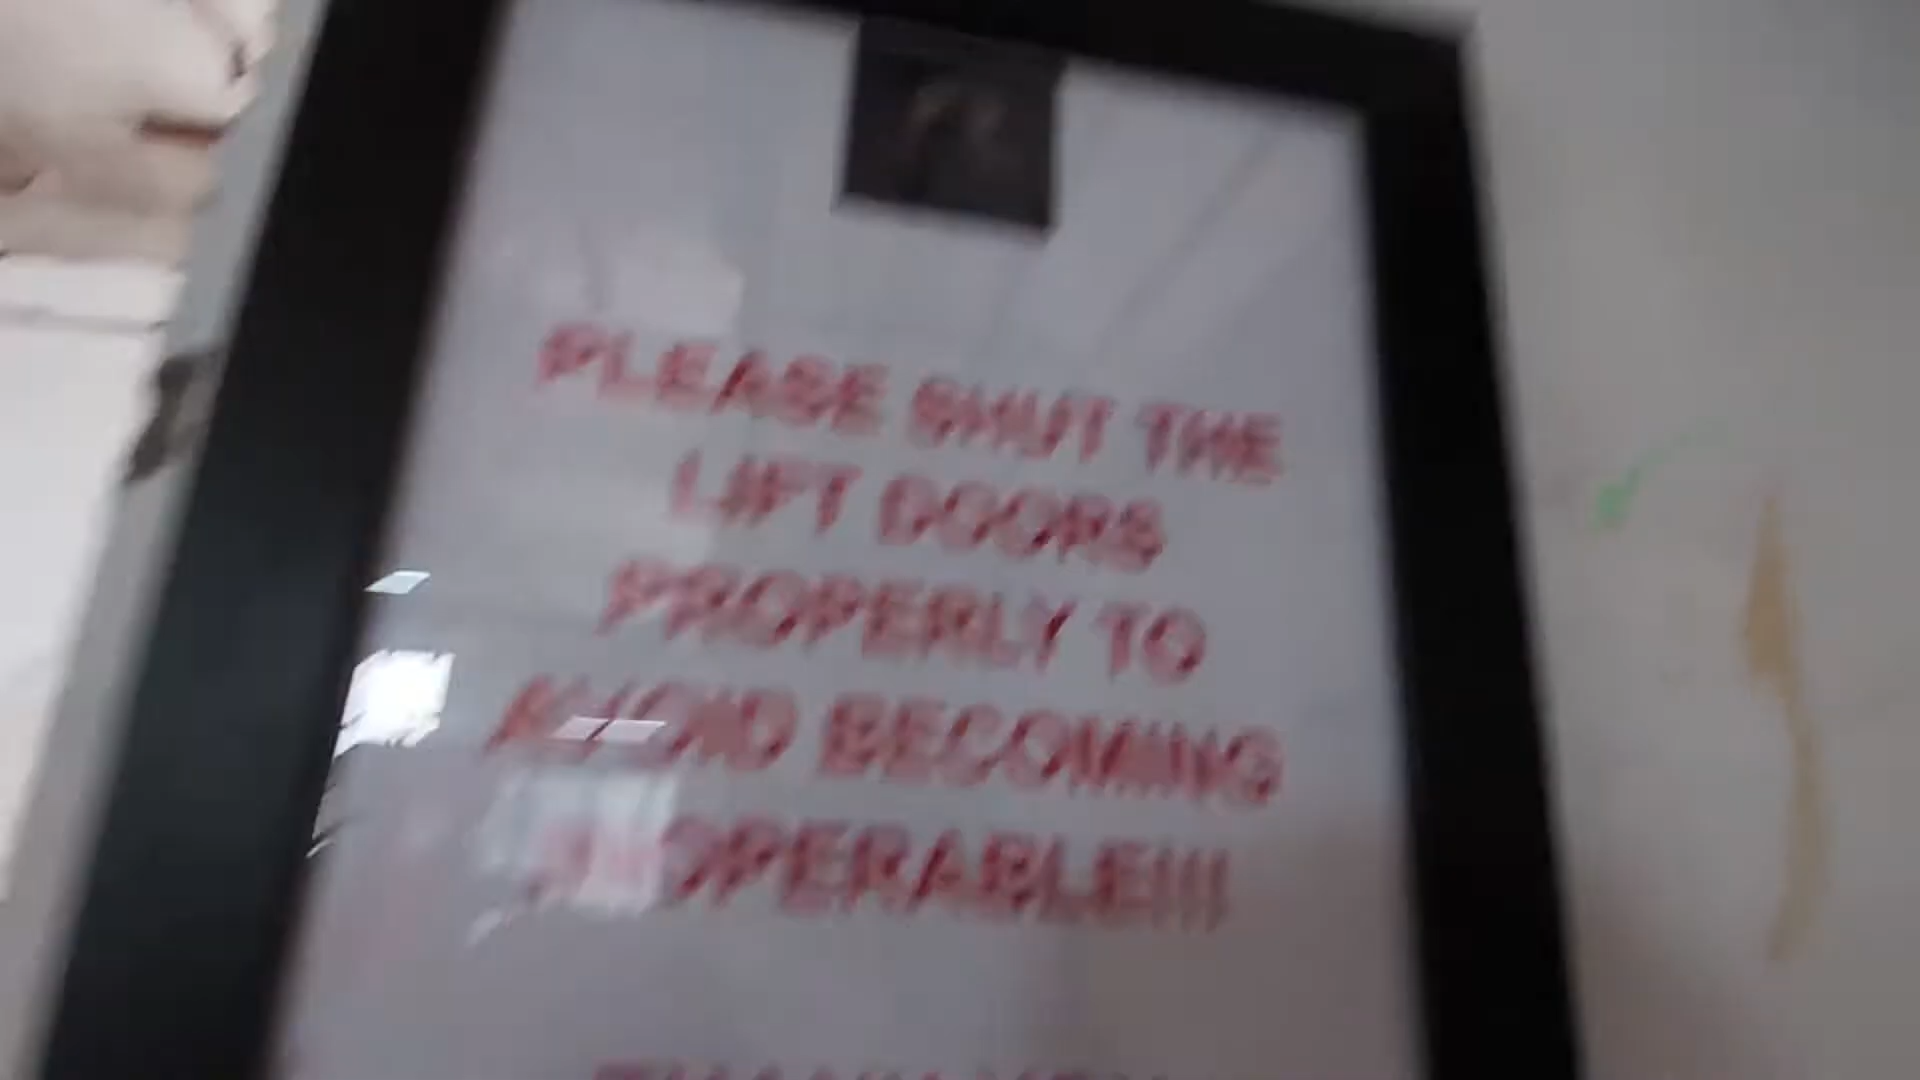 PLEASE SHUT THE
LIFT DOORS
PROPERLY TO
AVOID BECOMING
INOPERABLE!!!